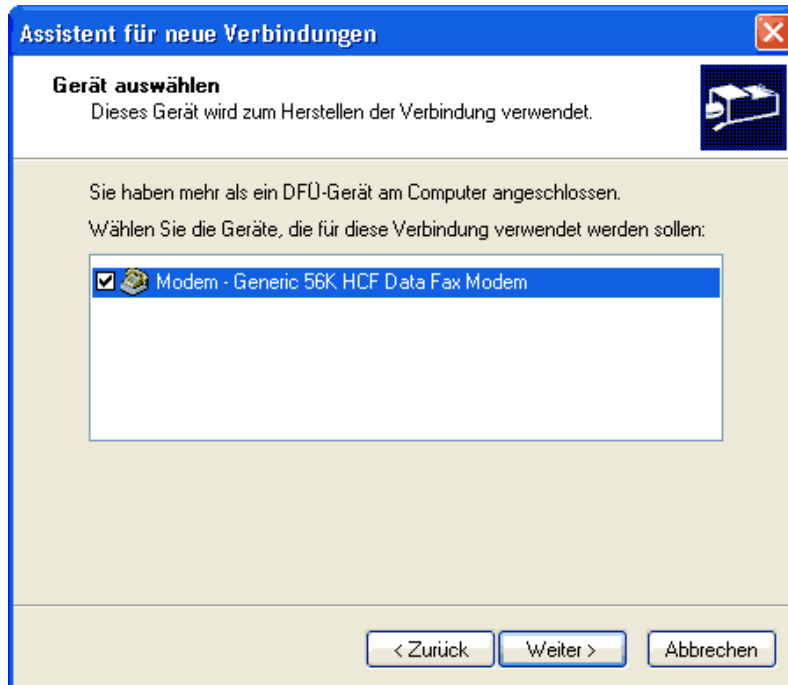 Assistent für neue Verbindungen
Gerät auswählen
Dieses Gerät wird zum Herstellen der Verbindung verwendet.
Sie haben mehr als ein DFÜ-Gerät am Computer angeschlossen.
Wählen Sie die Geräte, die für diese Verbindung verwendet werden sollen:
Modem - Generic 56K HCF Data Fax Modem
< Zurück Weiter > Abbrechen